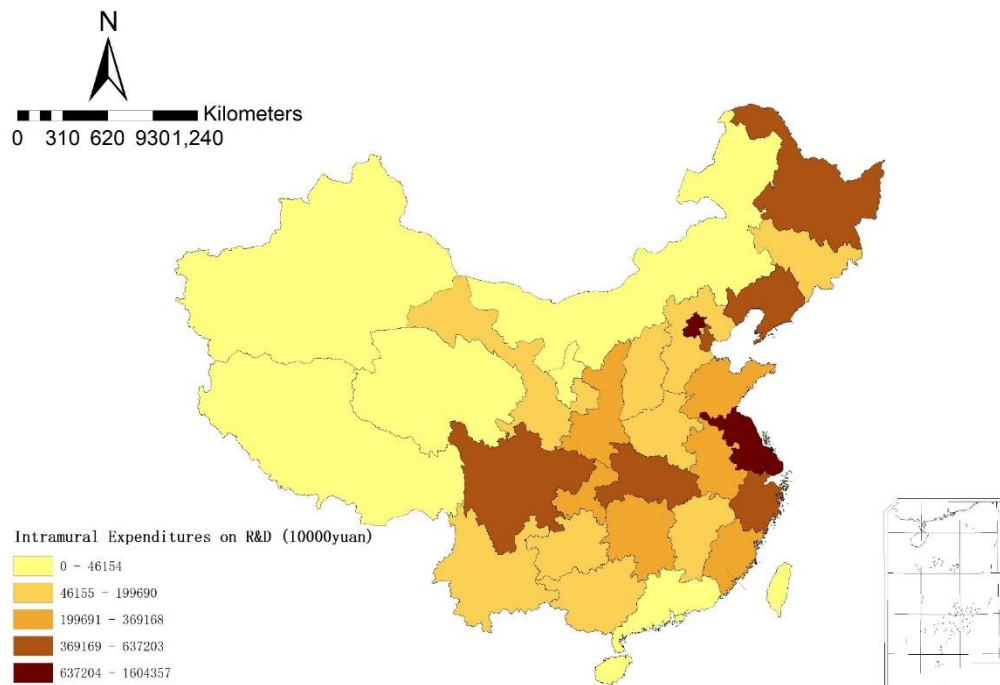 N
Kilometers
0 310 620 9301,240
Intramural Expenditures on R&D (10000yuan)
0 - 46154
46155 - 199690
199691 - 369168
369169 - 637203
637204 - 1604357